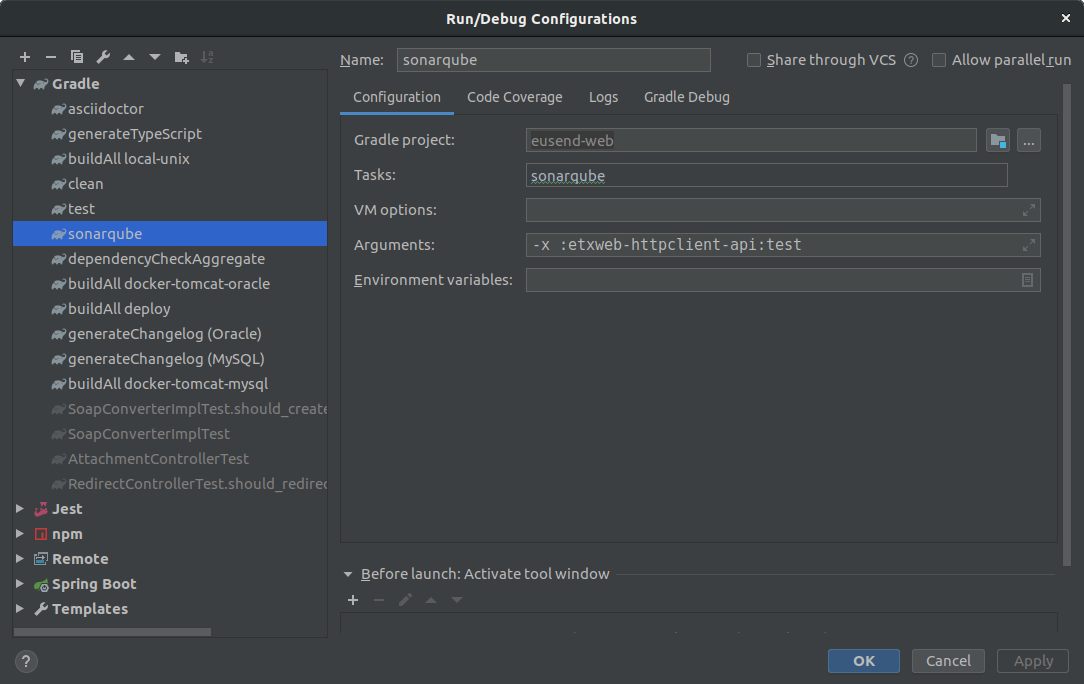 Run/Debug Configurations
Name: sonarqube
Share through VCS ?
Allow parallel run
Gradle
asciidoctor
generateTypeScript
buildAll local-unix
clean
test
sonarqube
dependencyCheckAggregate
buildAll docker-tomcat-oracle
buildAll deploy
generateChangelog (Oracle)
generateChangelog (MySQL)
buildAll docker-tomcat-mysql
SoapConverterImplTest.should_create
SoapConverterImplTest
AttachmentControllerTest
RedirectControllerTest.should_redirec
Jest
npm
Remote
Spring Boot
Templates
Configuration Code Coverage Logs Gradle Debug
Gradle project: eusend-web ...
Tasks: sonarqube
VM options:
Arguments: -x :etxweb-httpclient-api:test
Environment variables:
Before launch: Activate tool window
? OK Cancel Apply